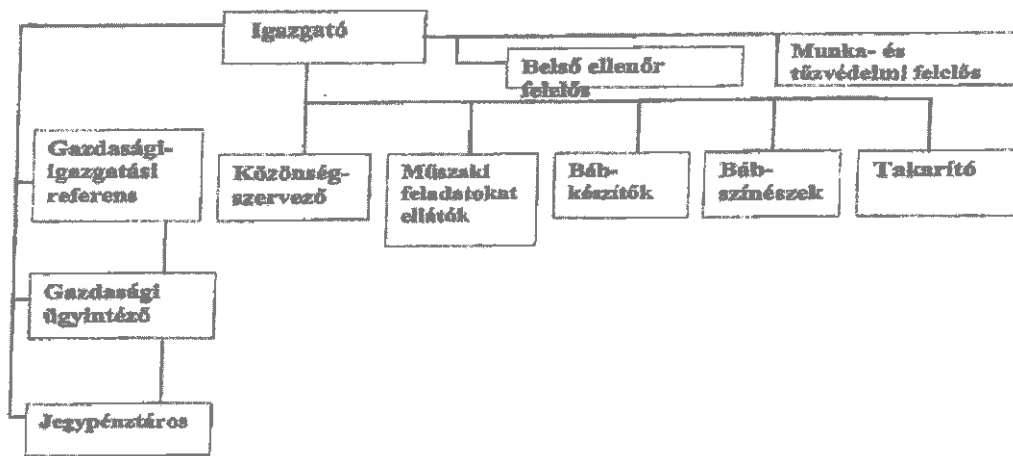 Igazgató
Belső ellenőr
felelős
Munka- és
tűzvédelmi felelős
Gazdasági-
igazgatási
referens
Közönség-
szervező
Műszaki
feladatokat
ellátók
Báb-
készítők
Báb-
színészek
Takarító
Gazdasági
ügyintéző
Jegypénztáros